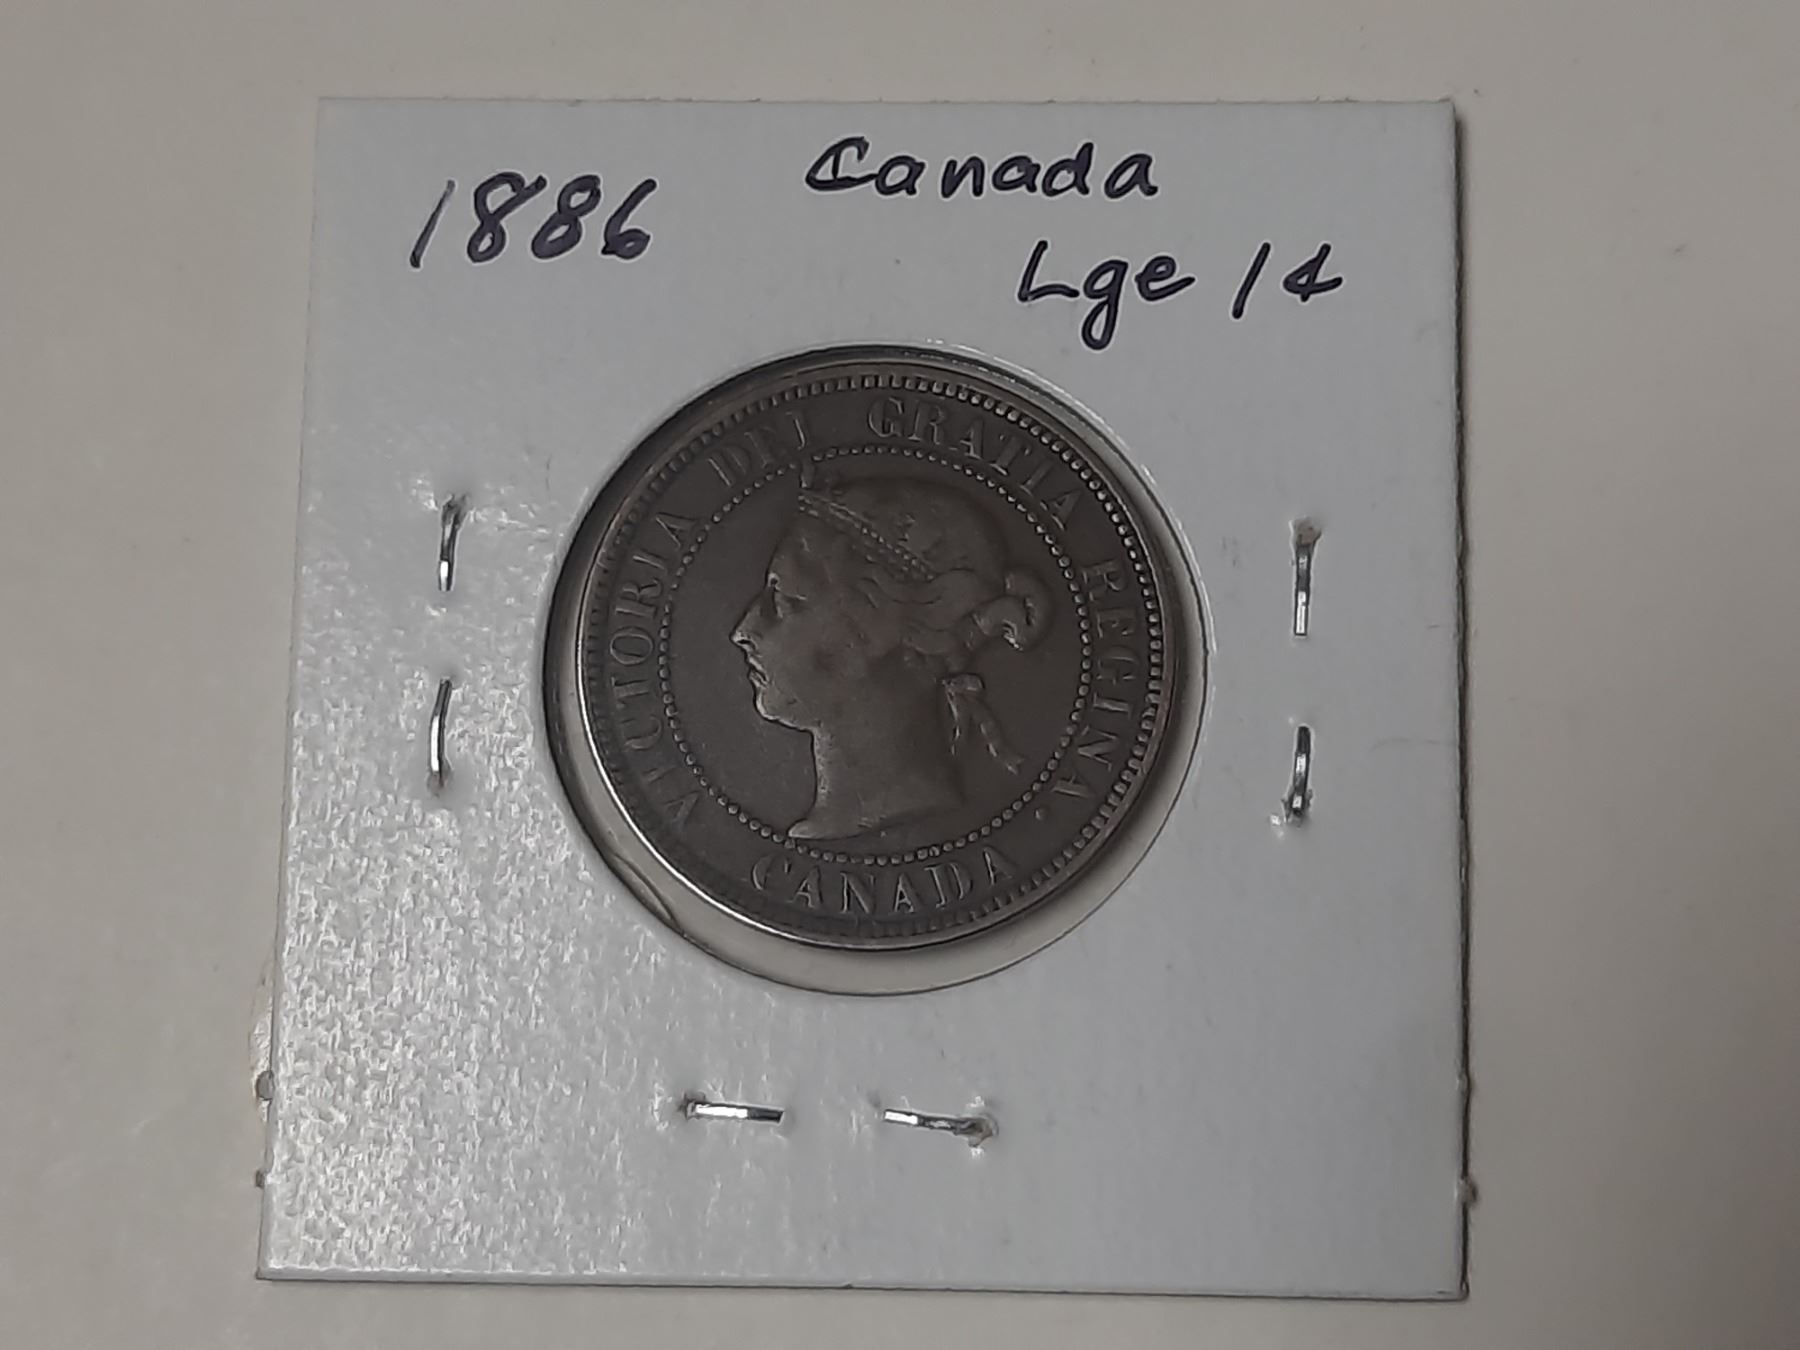 1886 Canada
Lge 1¢
VICTORIA DEI GRATIA REGINA.
CANADA